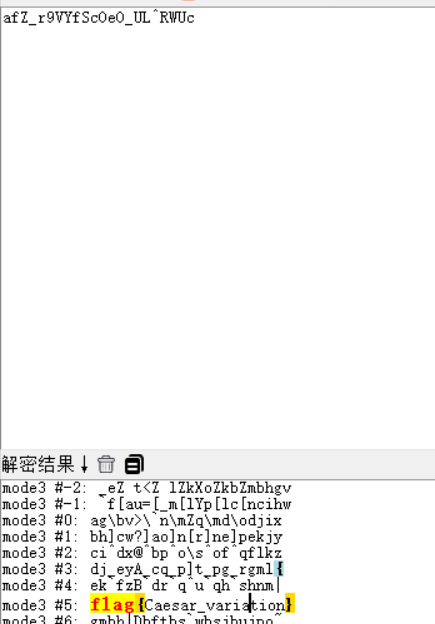 afZ_r9VYfScOeO_UL^RWUc
解密结果↓
mode3 #-2: _eZ`t<Z^lZkXoZkbZmbhgv
mode3 #-1: `f[au=[_m[lYp[lc[ncihw
mode3 #0: ag\bv>\`n\mZq\md\odjix
mode3 #1: bh]cw?]ao]n[r]ne]pekjy
mode3 #2: ci^dx@^bp^o\s^of^qflkz
mode3 #3: dj_eyA_cq_p]t_pg_rgml{
mode3 #4: ek`fzB`dr`q^u`qh`shnm|
mode3 #5: flag{Caesar_variation}
mode3 #6: gmbh|Dbftbs`wbsjbujpo~